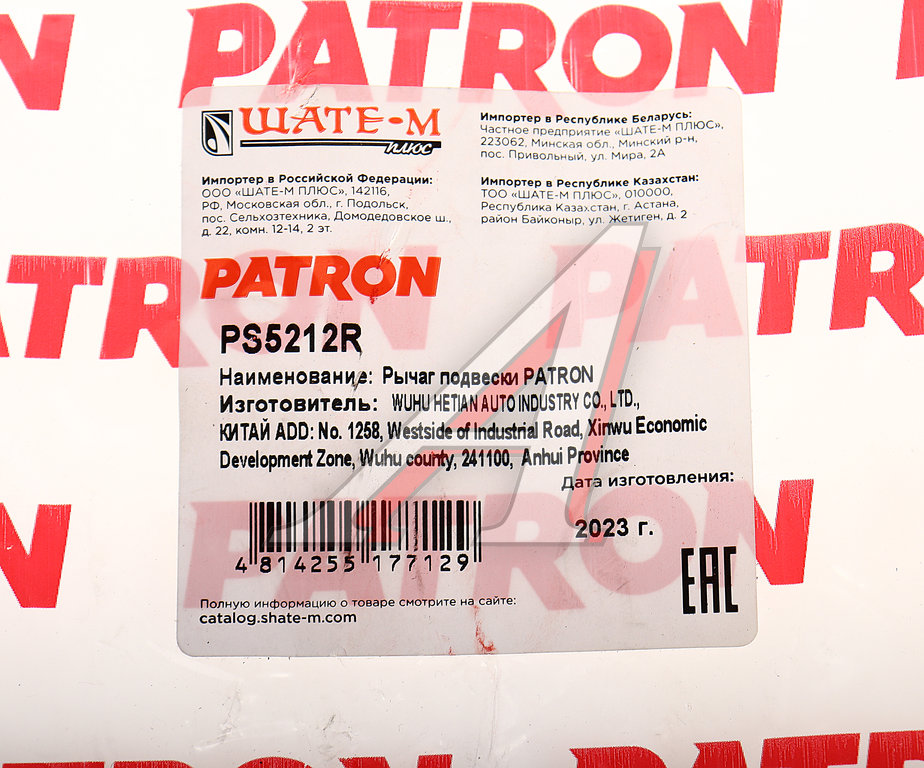 PATRON
ШАТЕ-М
плюс
Импортер в Российской Федерации:
ООО «ШАТЕ-М ПЛЮС», 142116,
РФ, Московская обл., г. Подольск,
пос. Сельхозтехника, Домодедовское ш.,
д. 22, комн. 12-14, 2 эт.
Импортер в Республике Беларусь:
Частное предприятие «ШАТЕ-М ПЛЮС»,
223062, Минская обл., Минский р-н,
пос. Привольный, ул. Мира, 2А
Импортер в Республике Казахстан:
ТОО «ШАТЕ-М ПЛЮС», 010000,
Республика Казахстан, г. Астана,
район Байконыр, ул. Жетиген, д. 2
PATRON
PATRON
PATRON
PS5212R
Наименование: Рычаг подвески PATRON
Изготовитель: WUHU HETIAN AUTO INDUSTRY CO., LTD.,
КИТАЙ ADD: No. 1258, Westside of Industrial Road, Xinwu Economic
Development Zone, Wuhu county, 241100, Anhui Province
Дата изготовления:
2023 г.
PATRON
4 814255 177129
EAC
Полную информацию о товаре смотрите на сайте:
catalog.shate-m.com
PATRON